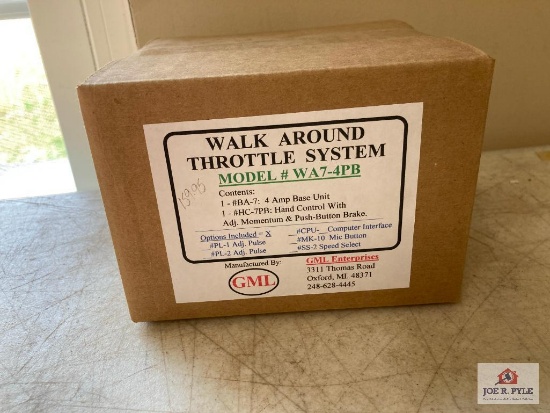 WALK AROUND
THROTTLE SYSTEM
MODEL # WA7-4PB
159.95
Contents:
1 - #BA-7: 4 Amp Base Unit
1 - #HC-7PB: Hand Control With
Adj. Momentum & Push-Button Brake.
Options Included = X
#PL-1 Adj. Pulse
#PL-2 Adj. Pulse
#CPU-__ Computer Interface
#MK-10 Mic Button
#SS-2 Speed Select
Manufactured By:
GML
GML Enterprises
3311 Thomas Road
Oxford, MI. 48371
248-628-4445
JOE R. PYLE